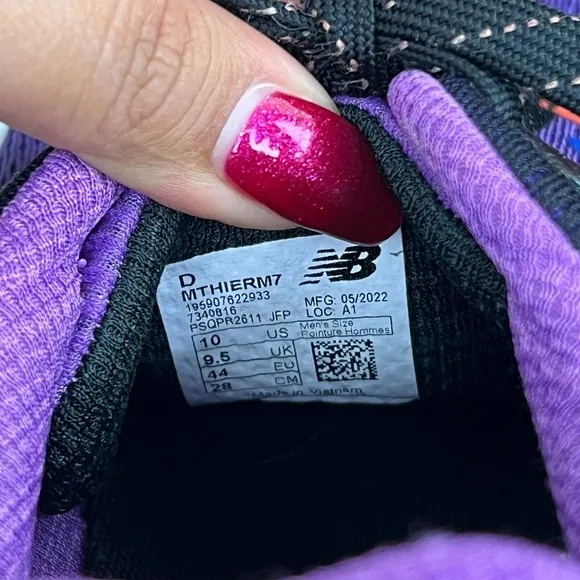 D
MTHIERM7
195907622933
7340816
PSQPR2611 JFP
NB
MFG: 05/2022
LOC: A1
10 US
9.5 UK
44 EU
28 CM
Men's Size
Pointure Hommes
Made in Vietnam